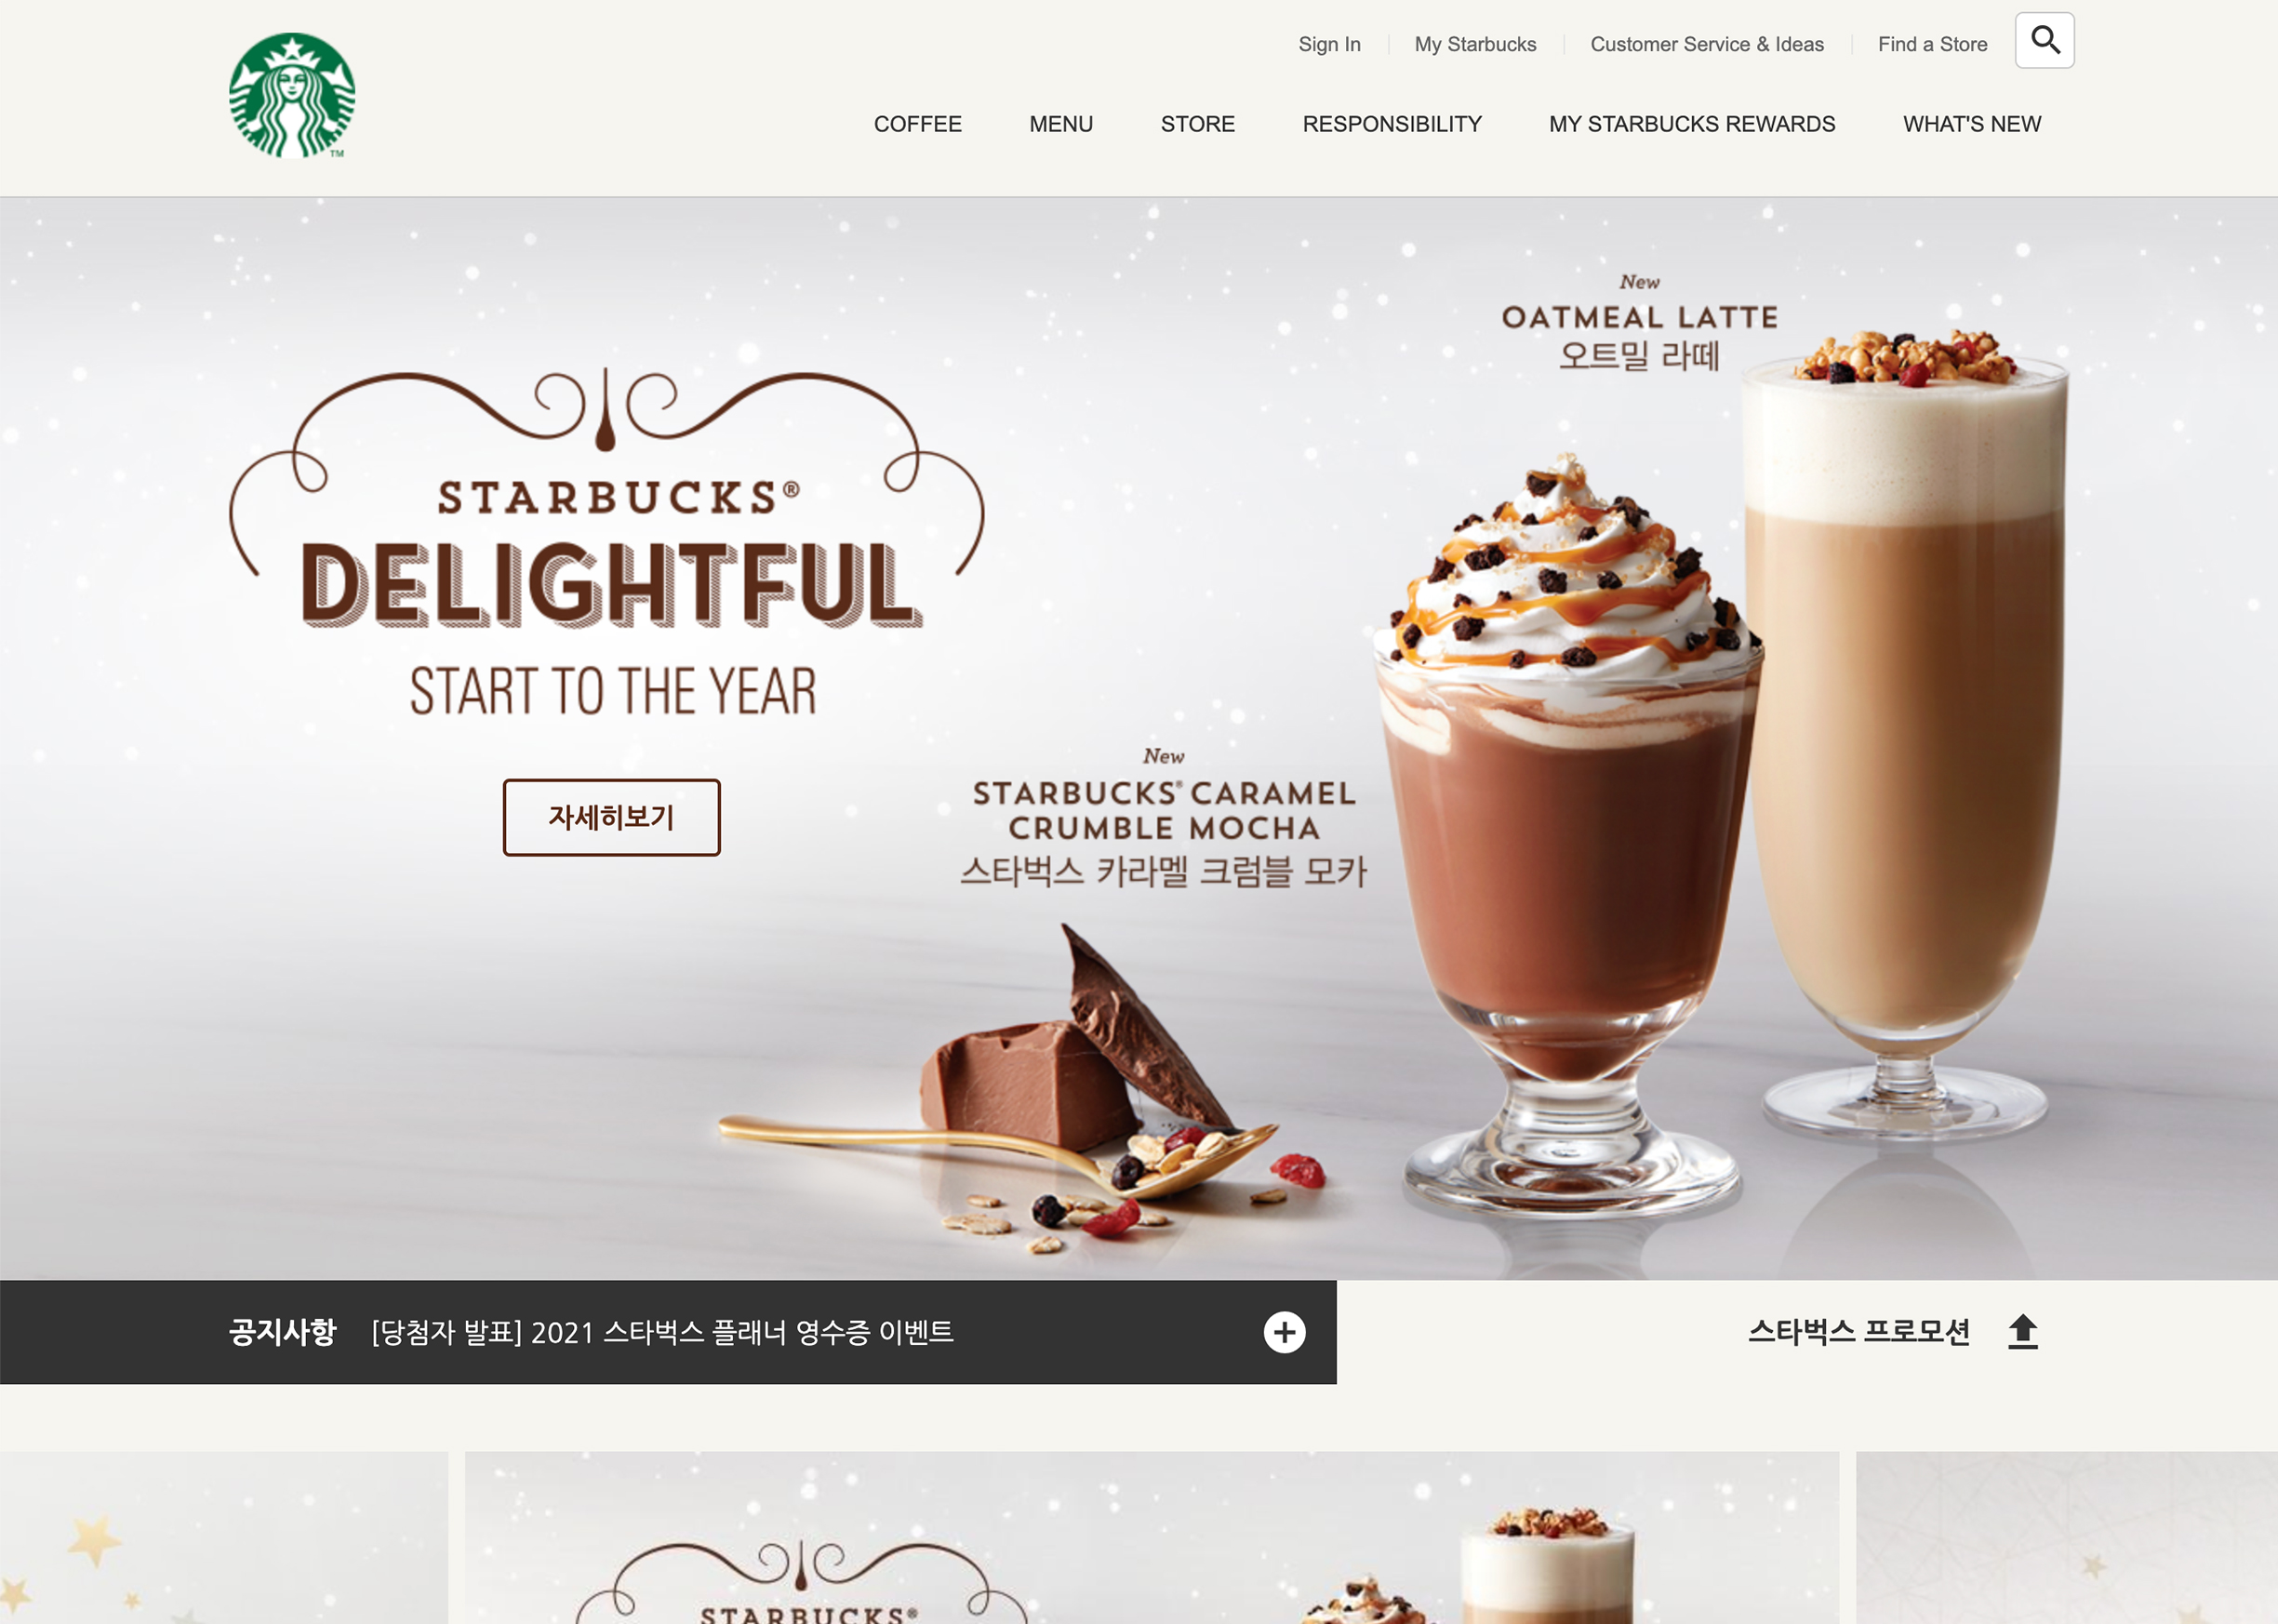 Sign In
My Starbucks
Customer Service & Ideas
Find a Store
TM
COFFEE
MENU
STORE
RESPONSIBILITY
MY STARBUCKS REWARDS
WHAT'S NEW
New
OATMEAL LATTE
오트밀 라떼
STARBUCKS®
DELIGHTFUL
START TO THE YEAR
자세히보기
New
STARBUCKS® CARAMEL
CRUMBLE MOCHA
스타벅스 카라멜 크럼블 모카
공지사항
[당첨자 발표] 2021 스타벅스 플래너 영수증 이벤트
스타벅스 프로모션
STARBUCKS®